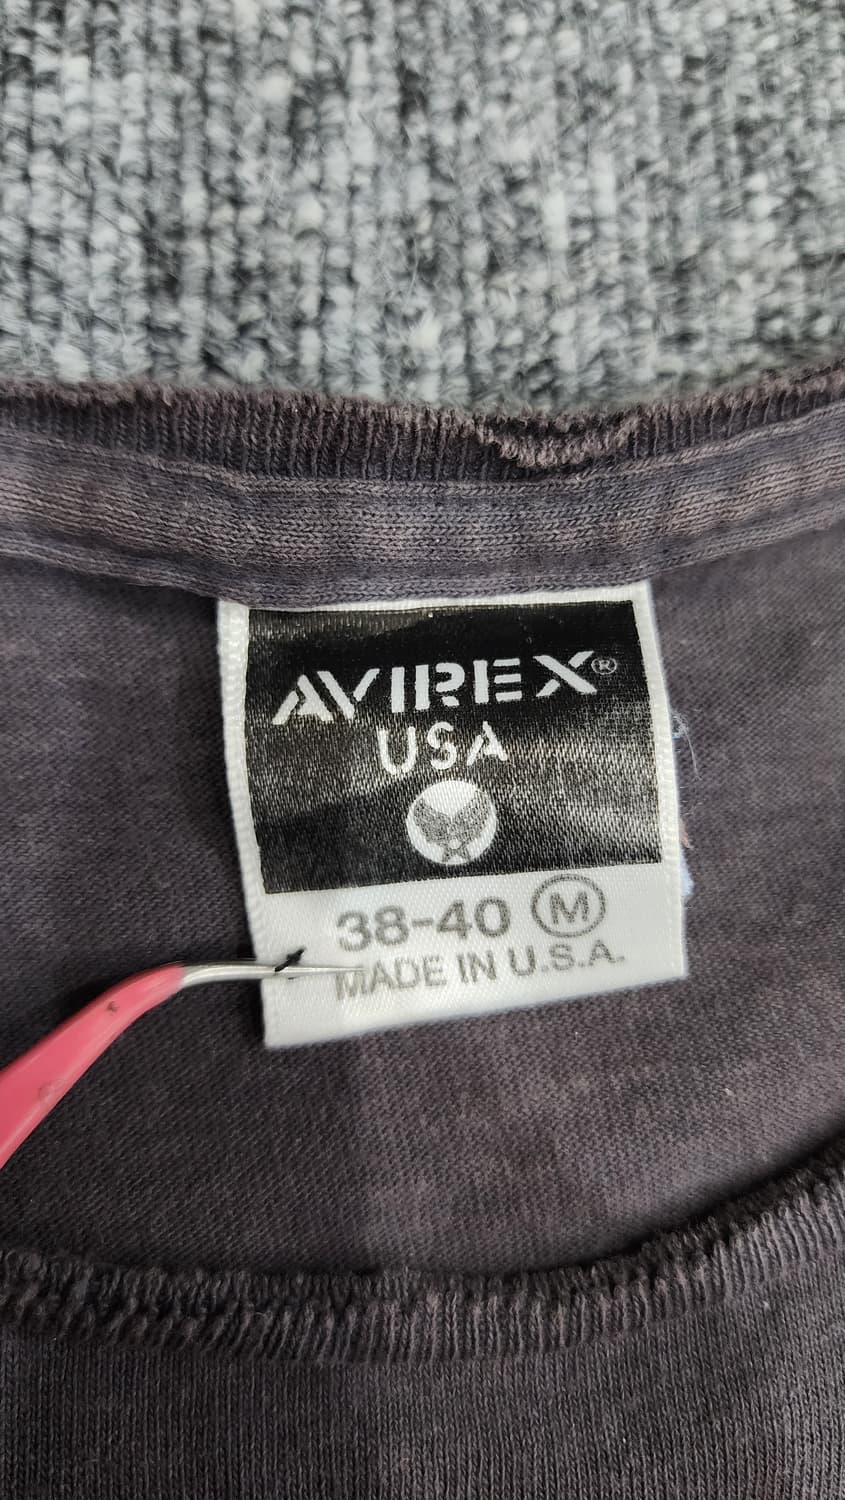 AVIREX®
USA
38-40 Ⓜ
MADE IN U.S.A.